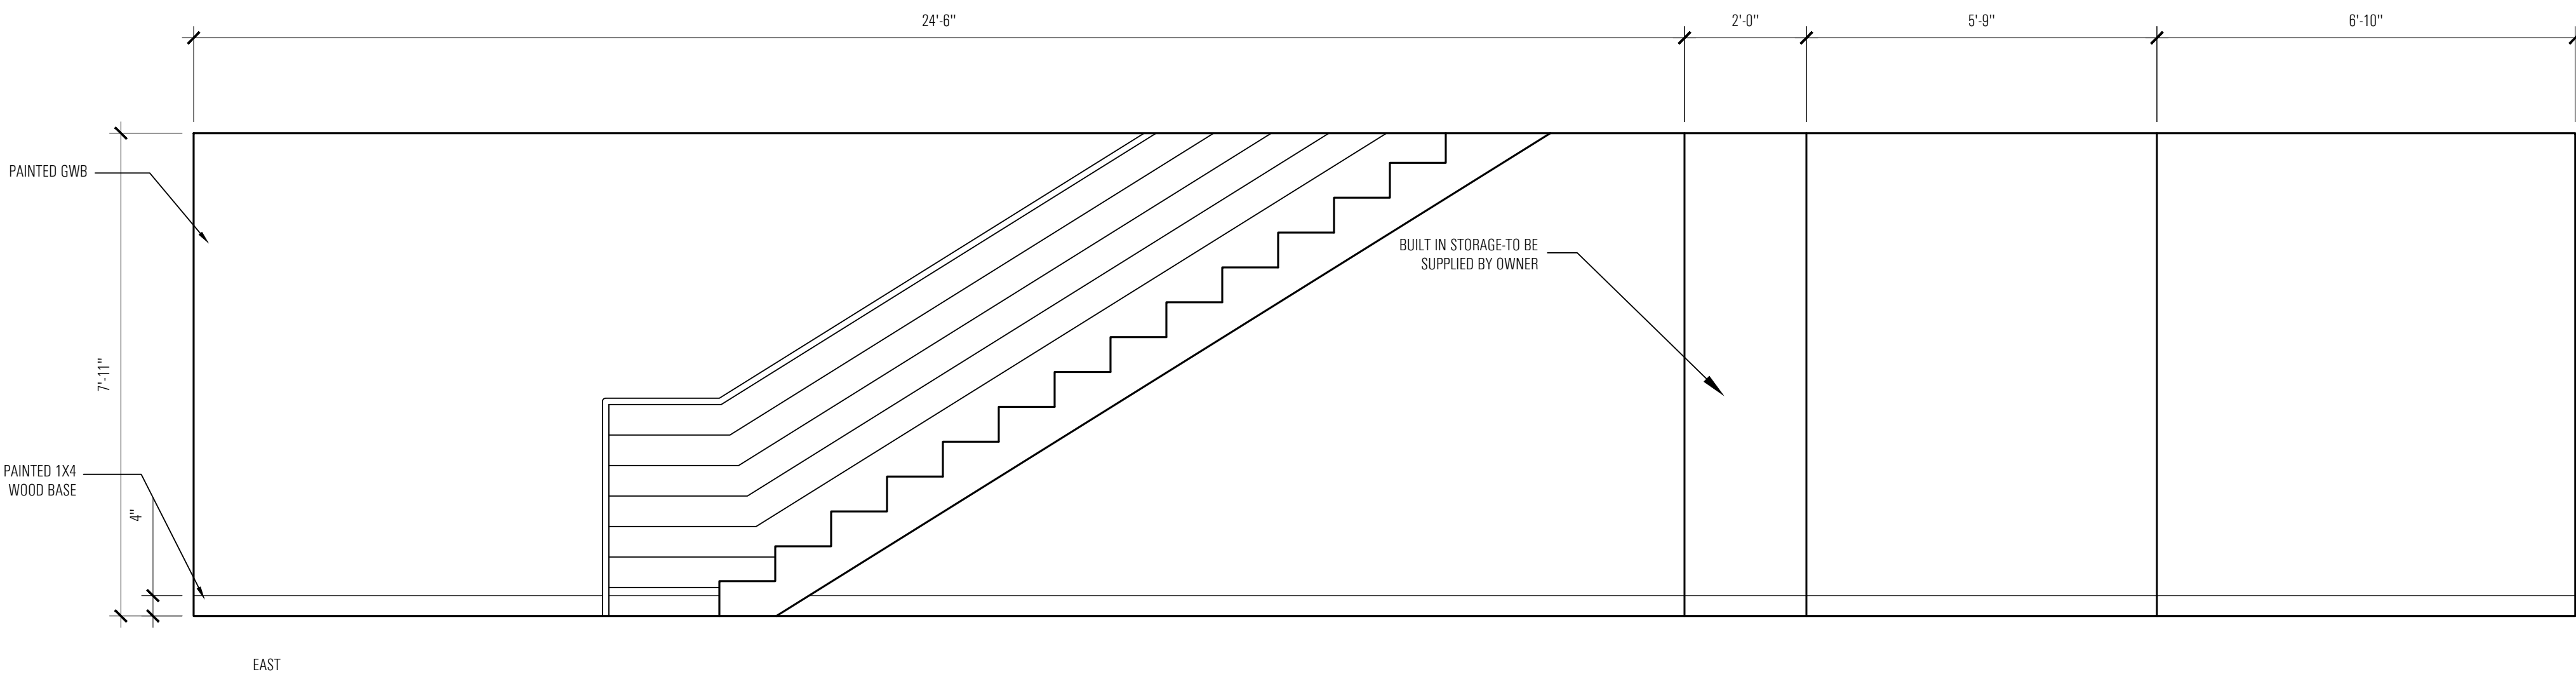 24'-6"
2'-0"
5'-9"
6'-10"
PAINTED GWB
BUILT IN STORAGE-TO BE
SUPPLIED BY OWNER
7'-11"
PAINTED 1X4
WOOD BASE
4"
EAST